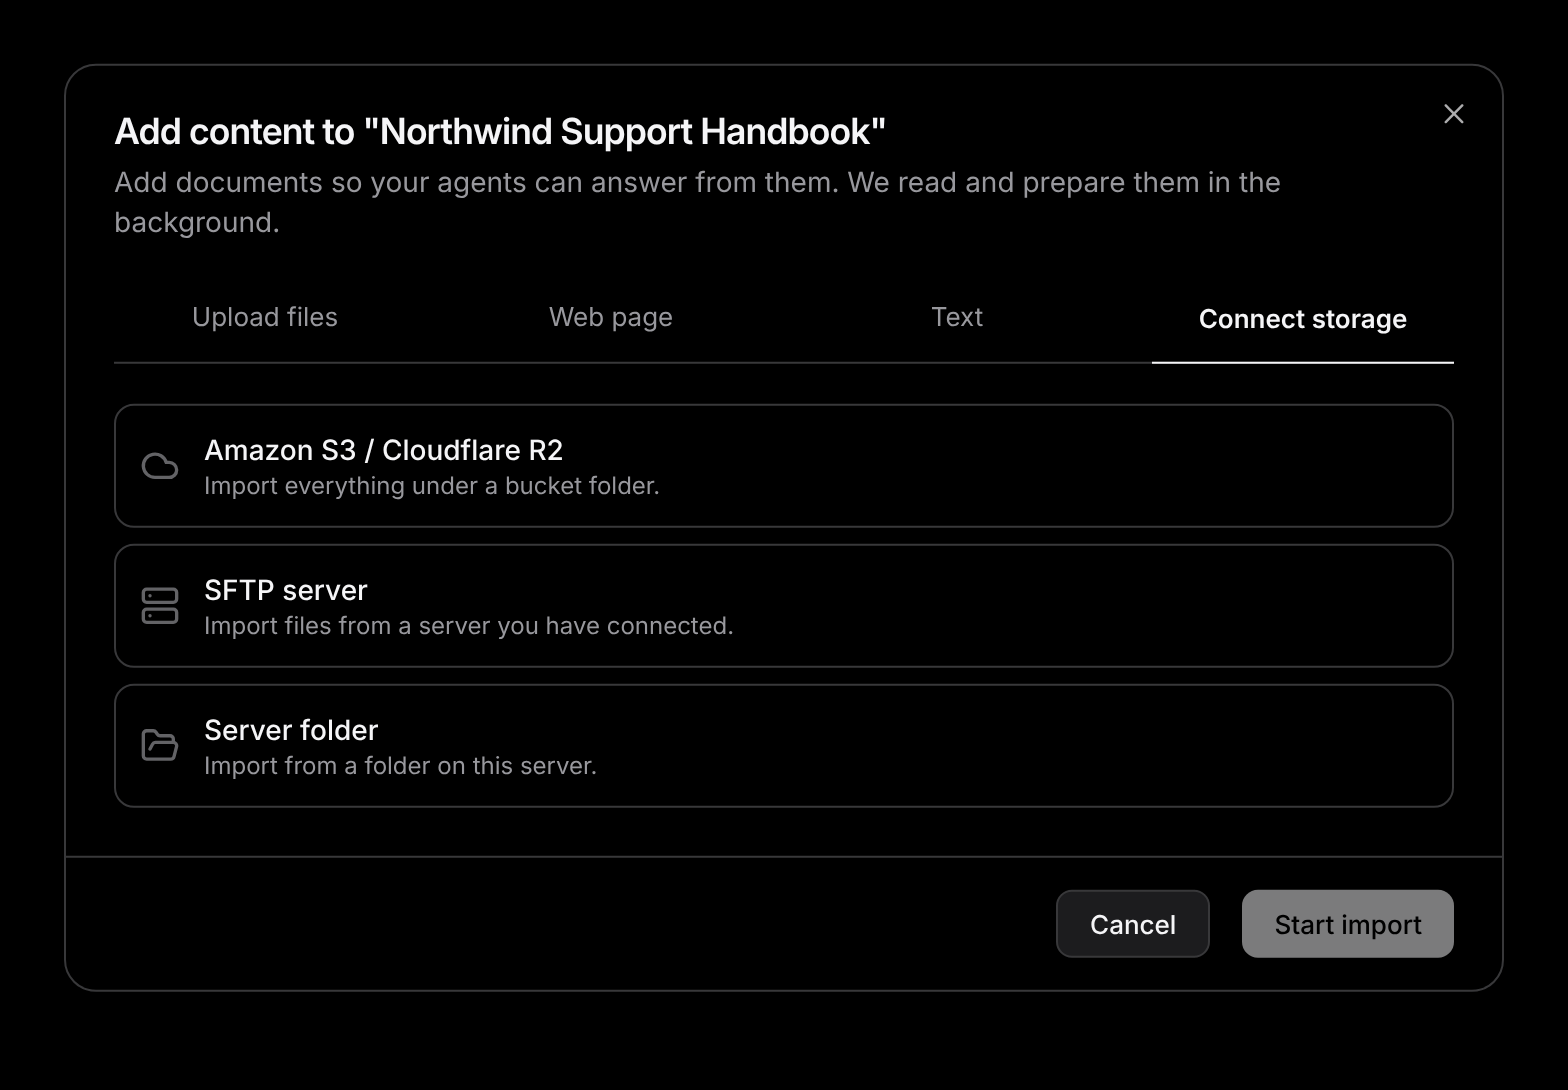 Add content to "Northwind Support Handbook"
Add documents so your agents can answer from them. We read and prepare them in the
background.
Upload files
Web page
Text
Connect storage
Amazon S3 / Cloudflare R2
Import everything under a bucket folder.
SFTP server
Import files from a server you have connected.
Server folder
Import from a folder on this server.
Cancel
Start import